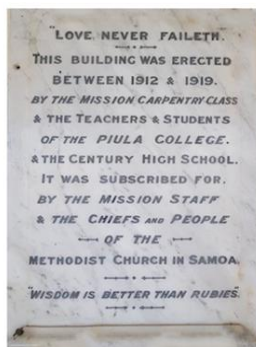 "LOVE NEVER FAILETH.
THIS BUILDING WAS ERECTED
BETWEEN 1912 & 1919.
BY THE MISSION CARPENTRY CLASS
& THE TEACHERS & STUDENTS
OF THE PIULA COLLEGE.
& THE CENTURY HIGH SCHOOL.
IT WAS SUBSCRIBED FOR.
BY THE MISSION STAFF
& THE CHIEFS AND PEOPLE
OF THE
METHODIST CHURCH IN SAMOA.
"WISDOM IS BETTER THAN RUBIES".